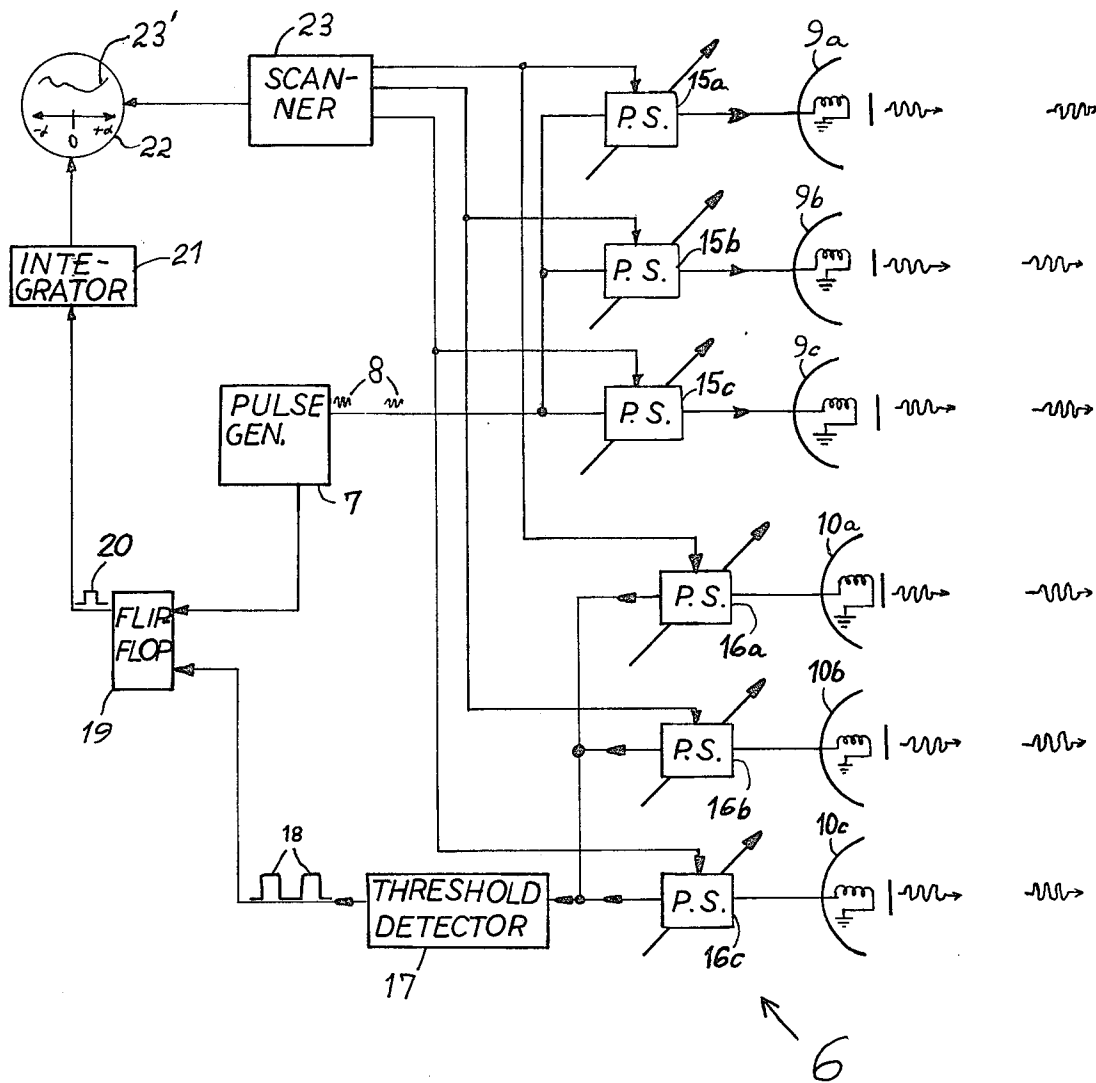 23'
23
SCAN-
NER
-α 0 +α
22
9a
15a
P.S.
9b
15b
P.S.
INTE-
GRATOR
21
9c
15c
P.S.
8
PULSE
GEN.
7
10a
P.S.
16a
20
FLIP
FLOP
19
10b
P.S.
16b
10c
P.S.
16c
18
THRESHOLD
DETECTOR
17
6